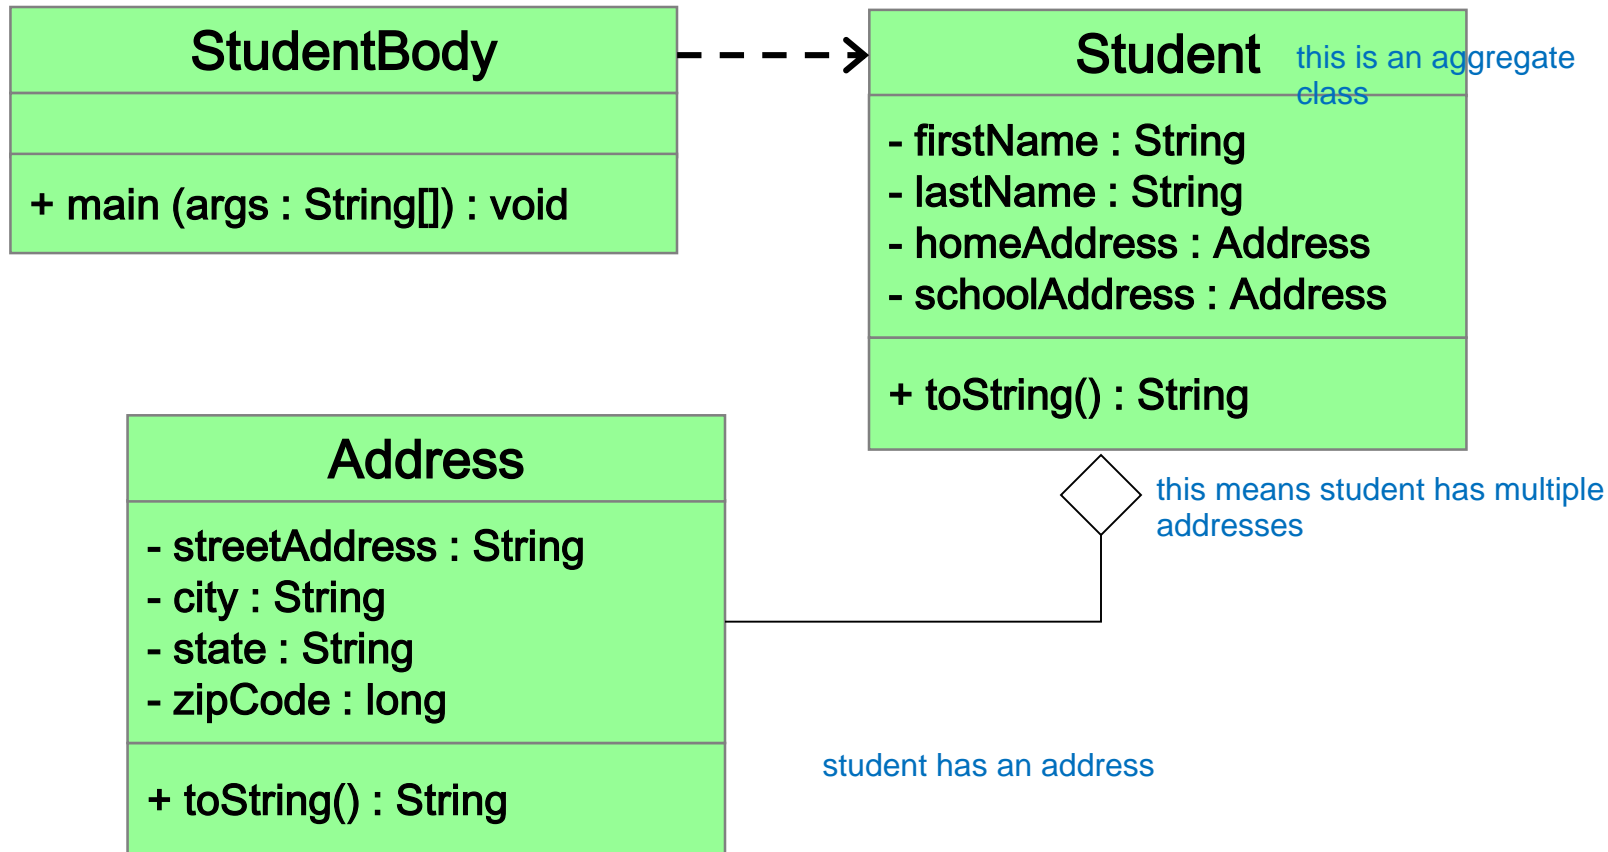 StudentBody
+ main (args : String[]) : void
Student
this is an aggregate
class
- firstName : String
- lastName : String
- homeAddress : Address
- schoolAddress : Address
+ toString() : String
this means student has multiple
addresses
Address
- streetAddress : String
- city : String
- state : String
- zipCode : long
+ toString() : String
student has an address